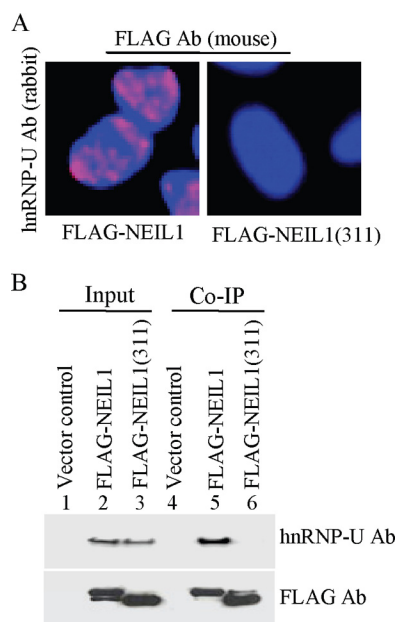 A
FLAG Ab (mouse)
hnRNP-U Ab (rabbit)
FLAG-NEIL1
FLAG-NEIL1(311)
B
Input
Co-IP
Vector control
FLAG-NEIL1
FLAG-NEIL1(311)
Vector control
FLAG-NEIL1
FLAG-NEIL1(311)
1 2 3 4 5 6
hnRNP-U Ab
FLAG Ab